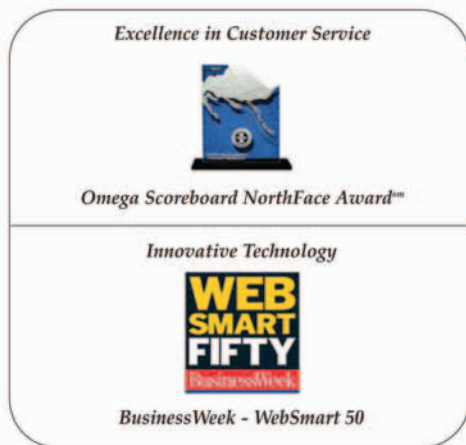 Excellence in Customer Service
Omega Scoreboard NorthFace Award℠
Innovative Technology
WEB
SMART
FIFTY
BusinessWeek
BusinessWeek - WebSmart 50